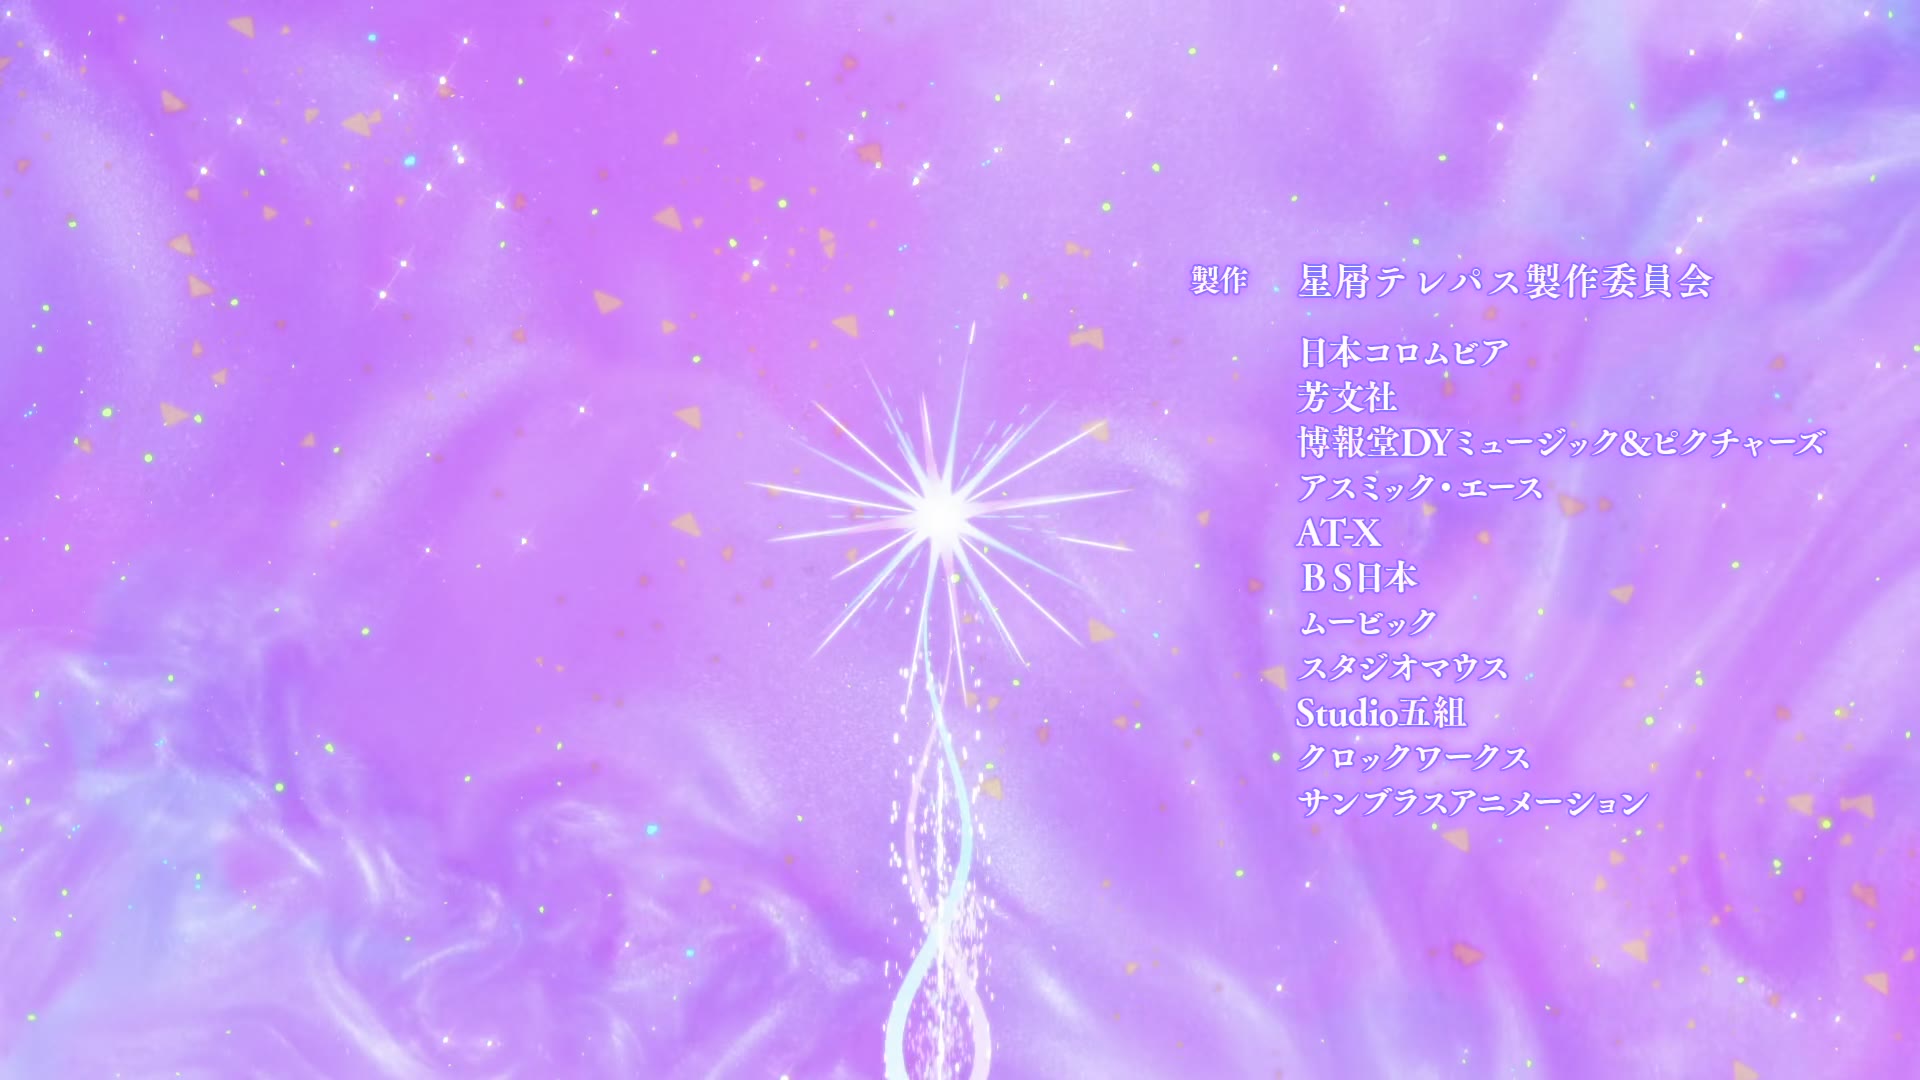 製作 星屑テレパス製作委員会
日本コロムビア
芳文社
博報堂DYミュージック&ピクチャーズ
アスミック・エース
AT-X
BS日本
ムービック
スタジオマウス
Studio五組
クロックワークス
サンブラスアニメーション